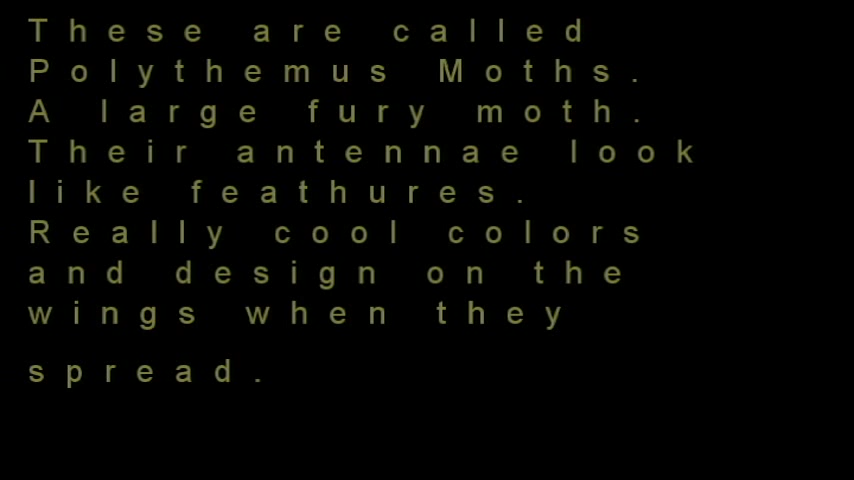 These are called
Polythemus Moths.
A large fury moth.
Their antennae look
like feathures.
Really cool colors
and design on the
wings when they
spread.